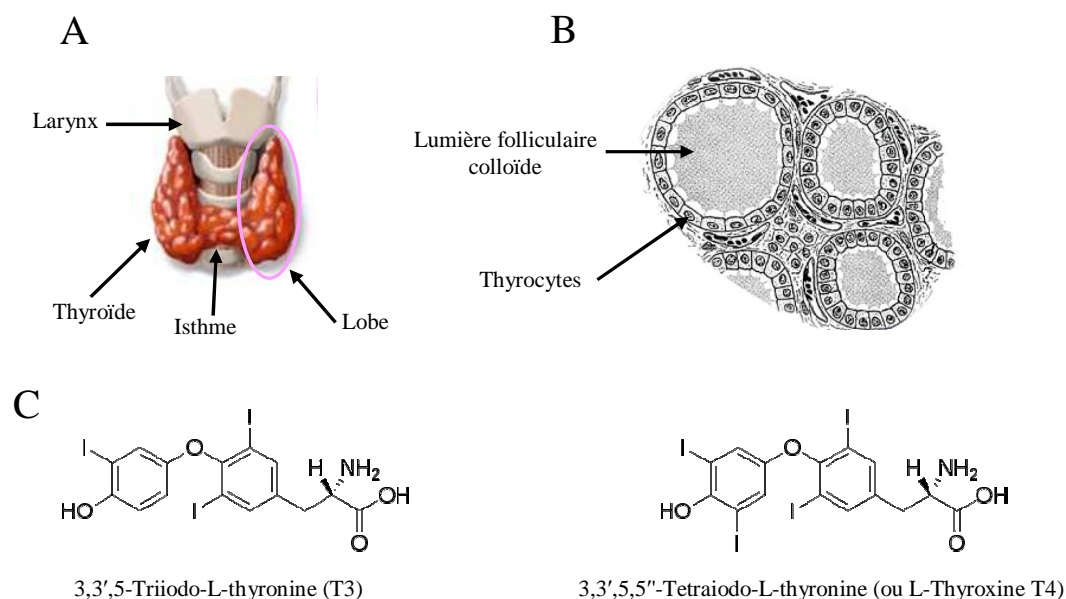 A
B
Larynx
Thyroïde
Isthme
Lobe
Lumière folliculaire
colloïde
Thyrocytes
C
I
I
O
H
NH2
OH
HO
I
O
3,3',5-Triiodo-L-thyronine (T3)
I
I
O
H
NH2
OH
HO
I
I
O
3,3',5,5"-Tetraiodo-L-thyronine (ou L-Thyroxine T4)